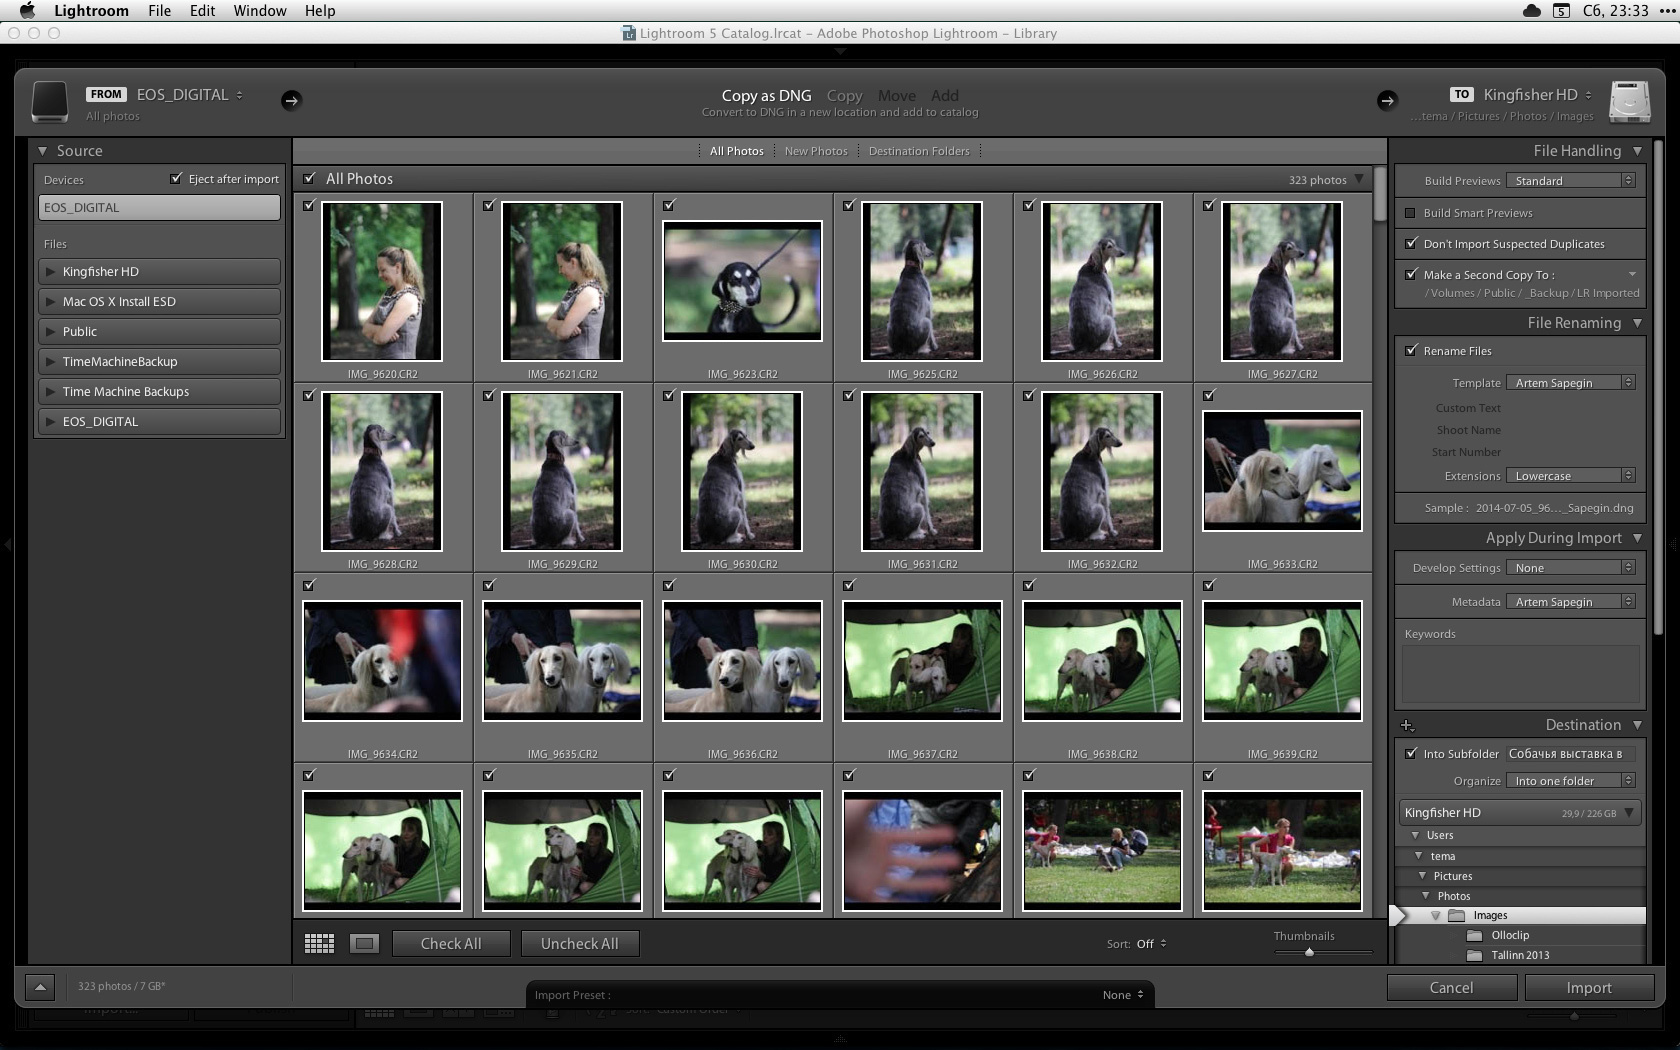 Lightroom File Edit Window Help
5 Сб, 23:33
Lightroom 5 Catalog.lrcat – Adobe Photoshop Lightroom – Library
FROM EOS_DIGITAL
All photos
Copy as DNG Copy Move Add
Convert to DNG in a new location and add to catalog
TO Kingfisher HD
...tema / Pictures / Photos / Images
Source
Devices Eject after import
EOS_DIGITAL
Files
Kingfisher HD
Mac OS X Install ESD
Public
TimeMachineBackup
Time Machine Backups
EOS_DIGITAL
All Photos New Photos Destination Folders
All Photos 323 photos
IMG_9620.CR2 IMG_9621.CR2 IMG_9623.CR2 IMG_9625.CR2 IMG_9626.CR2 IMG_9627.CR2
IMG_9628.CR2 IMG_9629.CR2 IMG_9630.CR2 IMG_9631.CR2 IMG_9632.CR2 IMG_9633.CR2
IMG_9634.CR2 IMG_9635.CR2 IMG_9636.CR2 IMG_9637.CR2 IMG_9638.CR2 IMG_9639.CR2
Check All Uncheck All
Sort: Off
Thumbnails
File Handling
Build Previews Standard
Build Smart Previews
Don't Import Suspected Duplicates
Make a Second Copy To :
/ Volumes / Public / _Backup / LR Imported
File Renaming
Rename Files
Template Artem Sapegin
Custom Text
Shoot Name
Start Number
Extensions Lowercase
Sample : 2014-07-05_96..._Sapegin.dng
Apply During Import
Develop Settings None
Metadata Artem Sapegin
Keywords
Destination
Into Subfolder Собачья выставка в
Organize Into one folder
Kingfisher HD 29,9 / 226 GB
Users
tema
Pictures
Photos
Images
Olloclip
Tallinn 2013
323 photos / 7 GB*
Import Preset : None
Cancel Import
Import...
Sort: Custom Order